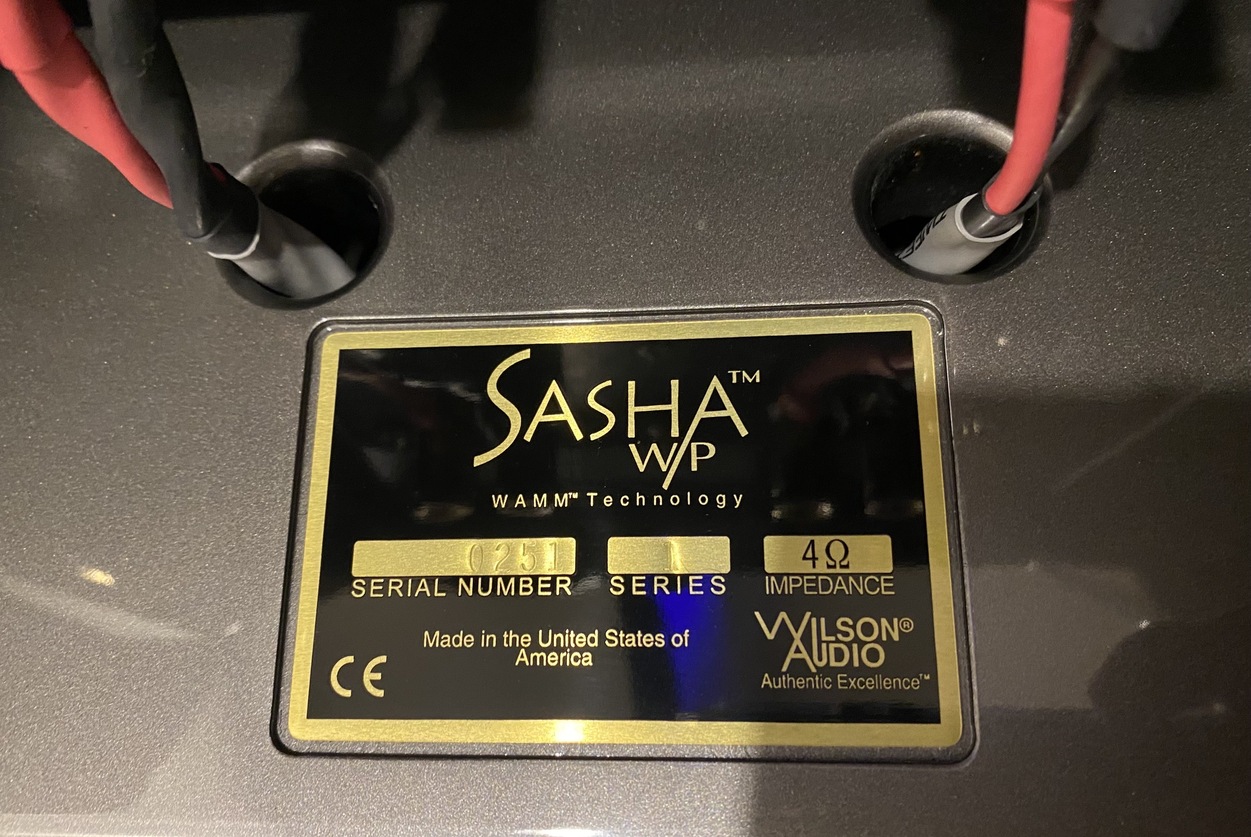 SASHA™
W/P
WAMM™ Technology
0251 1 4Ω
SERIAL NUMBER SERIES IMPEDANCE
Made in the United States of
America
CE
WILSON®
AUDIO
Authentic Excellence™